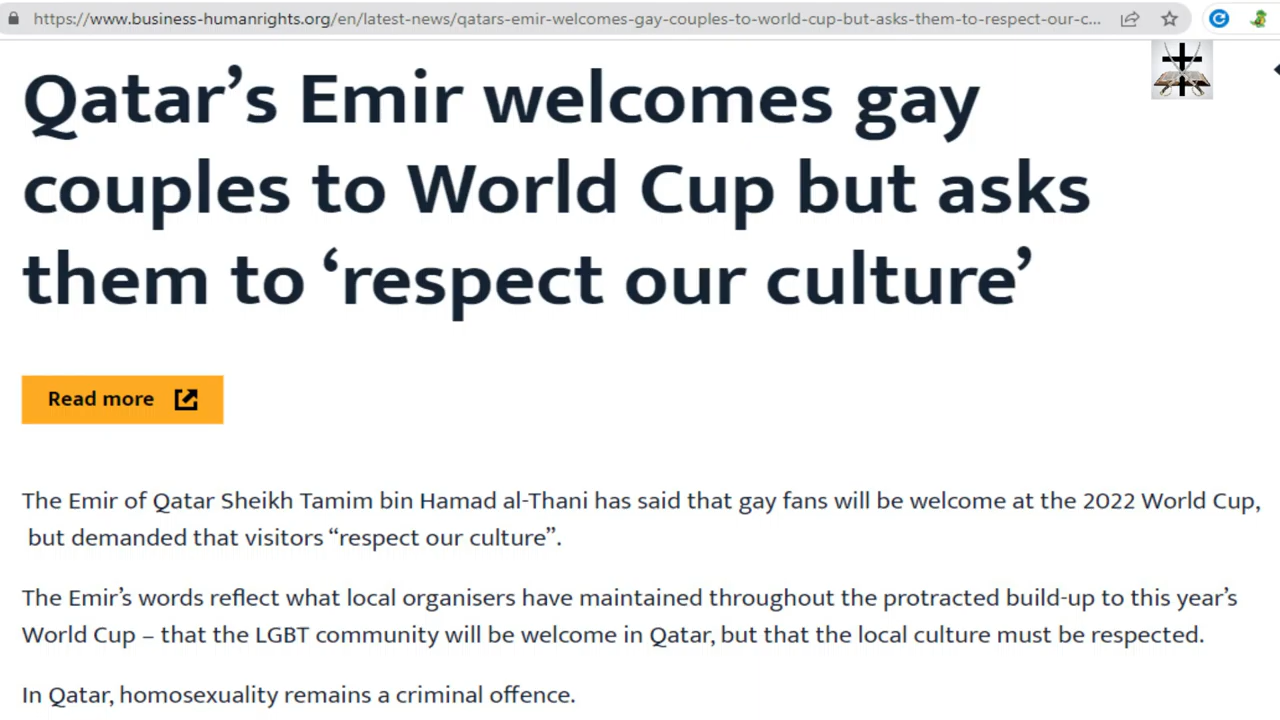 https://www.business-humanrights.org/en/latest-news/qatars-emir-welcomes-gay-couples-to-world-cup-but-asks-them-to-respect-our-c...
Qatar’s Emir welcomes gay
couples to World Cup but asks
them to ‘respect our culture’
Read more
The Emir of Qatar Sheikh Tamim bin Hamad al-Thani has said that gay fans will be welcome at the 2022 World Cup,
but demanded that visitors “respect our culture”.
The Emir’s words reflect what local organisers have maintained throughout the protracted build-up to this year’s
World Cup – that the LGBT community will be welcome in Qatar, but that the local culture must be respected.
In Qatar, homosexuality remains a criminal offence.